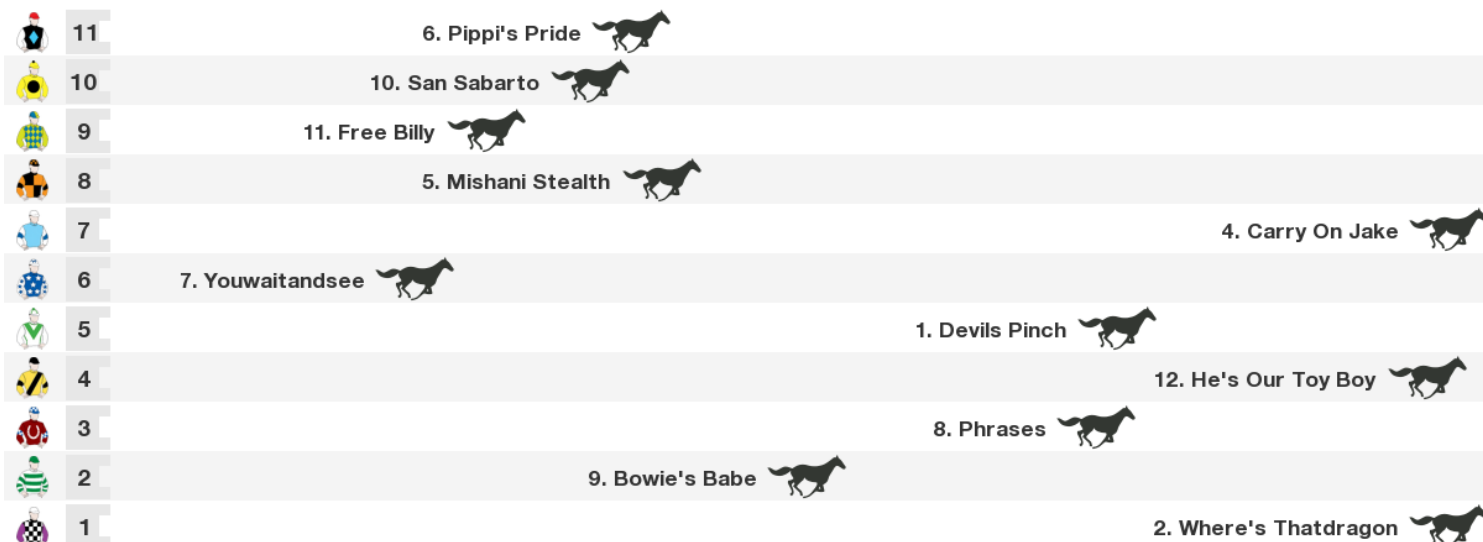 11 6. Pippi's Pride
10 10. San Sabarto
9 11. Free Billy
8 5. Mishani Stealth
7 4. Carry On Jake
6 7. Youwaitandsee
5 1. Devils Pinch
4 12. He's Our Toy Boy
3 8. Phrases
2 9. Bowie's Babe
1 2. Where's Thatdragon